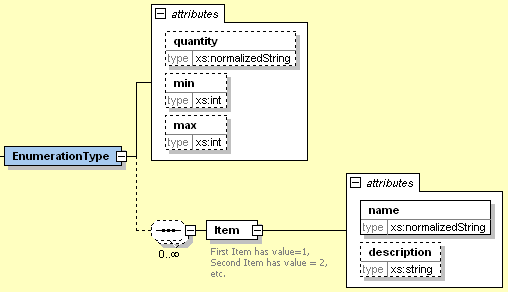 attributes
quantity
type xs:normalizedString
min
type xs:int
max
type xs:int
EnumerationType
0..∞
Item
First Item has value=1,
Second Item has value = 2,
etc.
attributes
name
type xs:normalizedString
description
type xs:string